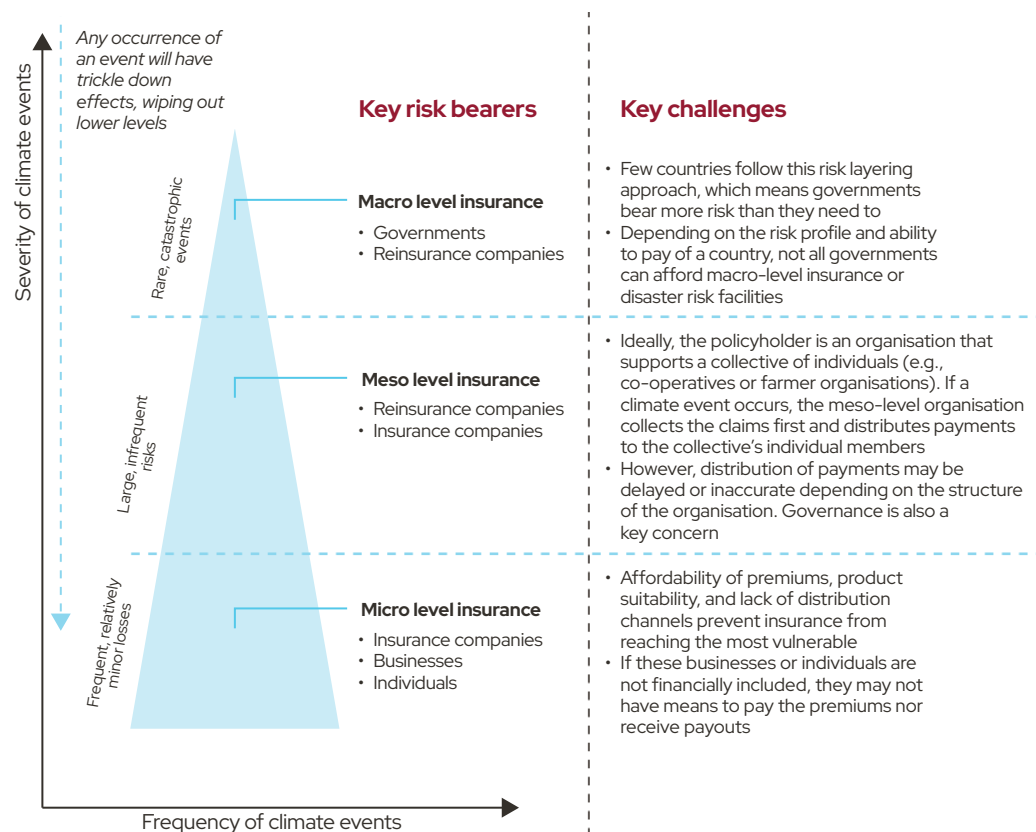 Severity of climate events
Any occurrence of
an event will have
trickle down
effects, wiping out
lower levels
Key risk bearers
Key challenges
Rare, catastrophic
events
Macro level insurance
• Governments
• Reinsurance companies
• Few countries follow this risk layering
approach, which means governments
bear more risk than they need to
• Depending on the risk profile and ability
to pay of a country, not all governments
can afford macro-level insurance or
disaster risk facilities
Large, infrequent
risks
Meso level insurance
• Reinsurance companies
• Insurance companies
• Ideally, the policyholder is an organisation that
supports a collective of individuals (e.g.,
co-operatives or farmer organisations). If a
climate event occurs, the meso-level organisation
collects the claims first and distributes payments
to the collective’s individual members
• However, distribution of payments may be
delayed or inaccurate depending on the structure
of the organisation. Governance is also a
key concern
Frequent, relatively
minor losses
Micro level insurance
• Insurance companies
• Businesses
• Individuals
• Affordability of premiums, product
suitability, and lack of distribution
channels prevent insurance from
reaching the most vulnerable
• If these businesses or individuals are
not financially included, they may not
have means to pay the premiums nor
receive payouts
Frequency of climate events